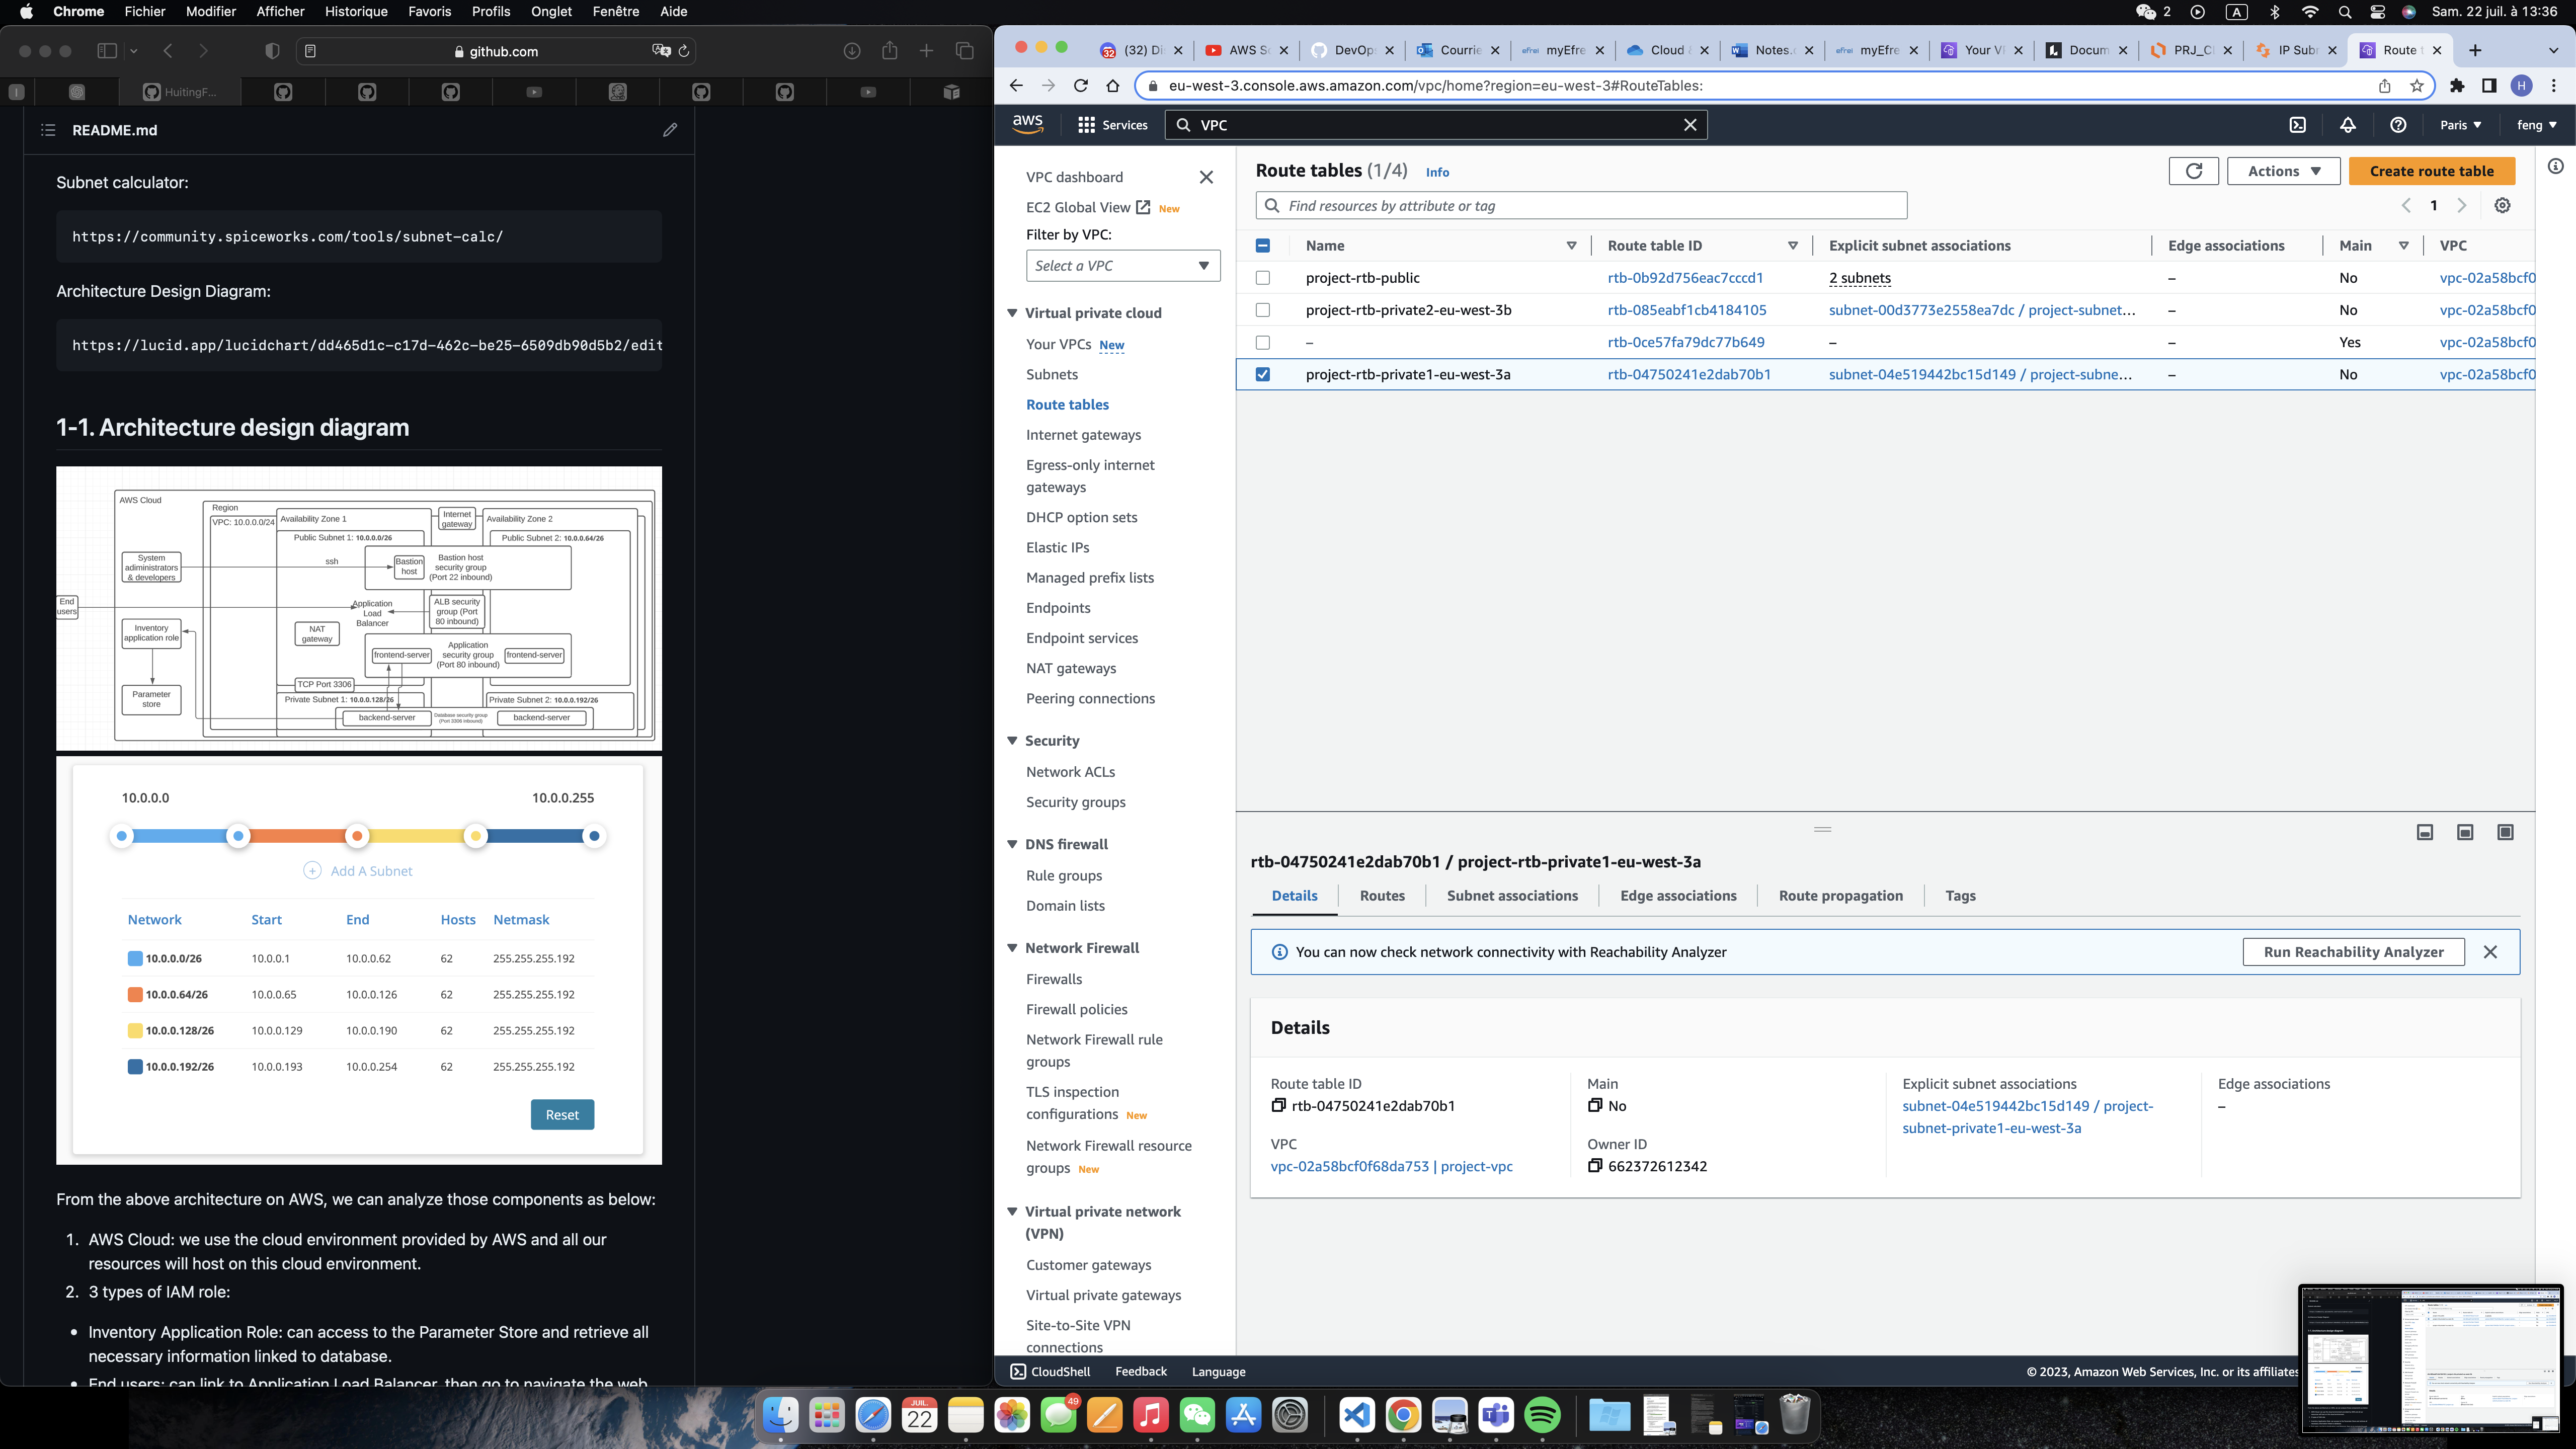 Chrome Fichier Modifier Afficher Historique Favoris Profils Onglet Fenêtre Aide
2 A Sam. 22 juil. à 13:36
github.com
HuitingF...
README.md
Subnet calculator:
https://community.spiceworks.com/tools/subnet-calc/
Architecture Design Diagram:
https://lucid.app/lucidchart/dd465d1c-c17d-462c-be25-6509db90d5b2/edit
1-1. Architecture design diagram
AWS Cloud
Region
VPC: 10.0.0.0/24
Availability Zone 1
Internet gateway
Availability Zone 2
Public Subnet 1: 10.0.0.0/26
Public Subnet 2: 10.0.0.64/26
System adiministrators & developers
ssh
Bastion host
Bastion host security group (Port 22 inbound)
End users
Application Load Balancer
ALB security group (Port 80 inbound)
Inventory application role
NAT gateway
Application security group (Port 80 inbound)
frontend-server
frontend-server
TCP Port 3306
Parameter store
Private Subnet 1: 10.0.0.128/26
Private Subnet 2: 10.0.0.192/26
backend-server
Database security group (Port 3306 inbound)
backend-server
10.0.0.0 10.0.0.255
Add A Subnet
Network Start End Hosts Netmask
10.0.0.0/26 10.0.0.1 10.0.0.62 62 255.255.255.192
10.0.0.64/26 10.0.0.65 10.0.0.126 62 255.255.255.192
10.0.0.128/26 10.0.0.129 10.0.0.190 62 255.255.255.192
10.0.0.192/26 10.0.0.193 10.0.0.254 62 255.255.255.192
Reset
From the above architecture on AWS, we can analyze those components as below:
1. AWS Cloud: we use the cloud environment provided by AWS and all our
resources will host on this cloud environment.
2. 3 types of IAM role:
• Inventory Application Role: can access to the Parameter Store and retrieve all
necessary information linked to database.
• End users: can link to Application Load Balancer, then go to navigate the web
(32) Di AWS S DevOp Courrie myEfre Cloud Notes. myEfre Your V Docum PRJ_C IP Sub Route t
eu-west-3.console.aws.amazon.com/vpc/home?region=eu-west-3#RouteTables:
H
aws Services VPC Paris feng
VPC dashboard
EC2 Global View New
Filter by VPC:
Select a VPC
Virtual private cloud
Your VPCs New
Subnets
Route tables
Internet gateways
Egress-only internet
gateways
DHCP option sets
Elastic IPs
Managed prefix lists
Endpoints
Endpoint services
NAT gateways
Peering connections
Security
Network ACLs
Security groups
DNS firewall
Rule groups
Domain lists
Network Firewall
Firewalls
Firewall policies
Network Firewall rule
groups
TLS inspection
configurations New
Network Firewall resource
groups New
Virtual private network
(VPN)
Customer gateways
Virtual private gateways
Site-to-Site VPN
connections
Route tables (1/4) Info
Actions Create route table
Find resources by attribute or tag
1
Name Route table ID Explicit subnet associations Edge associations Main VPC
project-rtb-public rtb-0b92d756eac7cccd1 2 subnets – No vpc-02a58bcf0
project-rtb-private2-eu-west-3b rtb-085eabf1cb4184105 subnet-00d3773e2558ea7dc / project-subnet... – No vpc-02a58bcf0
– rtb-0ce57fa79dc77b649 – – Yes vpc-02a58bcf0
project-rtb-private1-eu-west-3a rtb-04750241e2dab70b1 subnet-04e519442bc15d149 / project-subne... – No vpc-02a58bcf0
rtb-04750241e2dab70b1 / project-rtb-private1-eu-west-3a
Details Routes Subnet associations Edge associations Route propagation Tags
You can now check network connectivity with Reachability Analyzer
Run Reachability Analyzer
Details
Route table ID
rtb-04750241e2dab70b1
Main
No
Explicit subnet associations
subnet-04e519442bc15d149 / project-
subnet-private1-eu-west-3a
Edge associations
–
VPC
vpc-02a58bcf0f68da753 | project-vpc
Owner ID
662372612342
CloudShell Feedback Language
© 2023, Amazon Web Services, Inc. or its affiliates
JUIL. 22
49